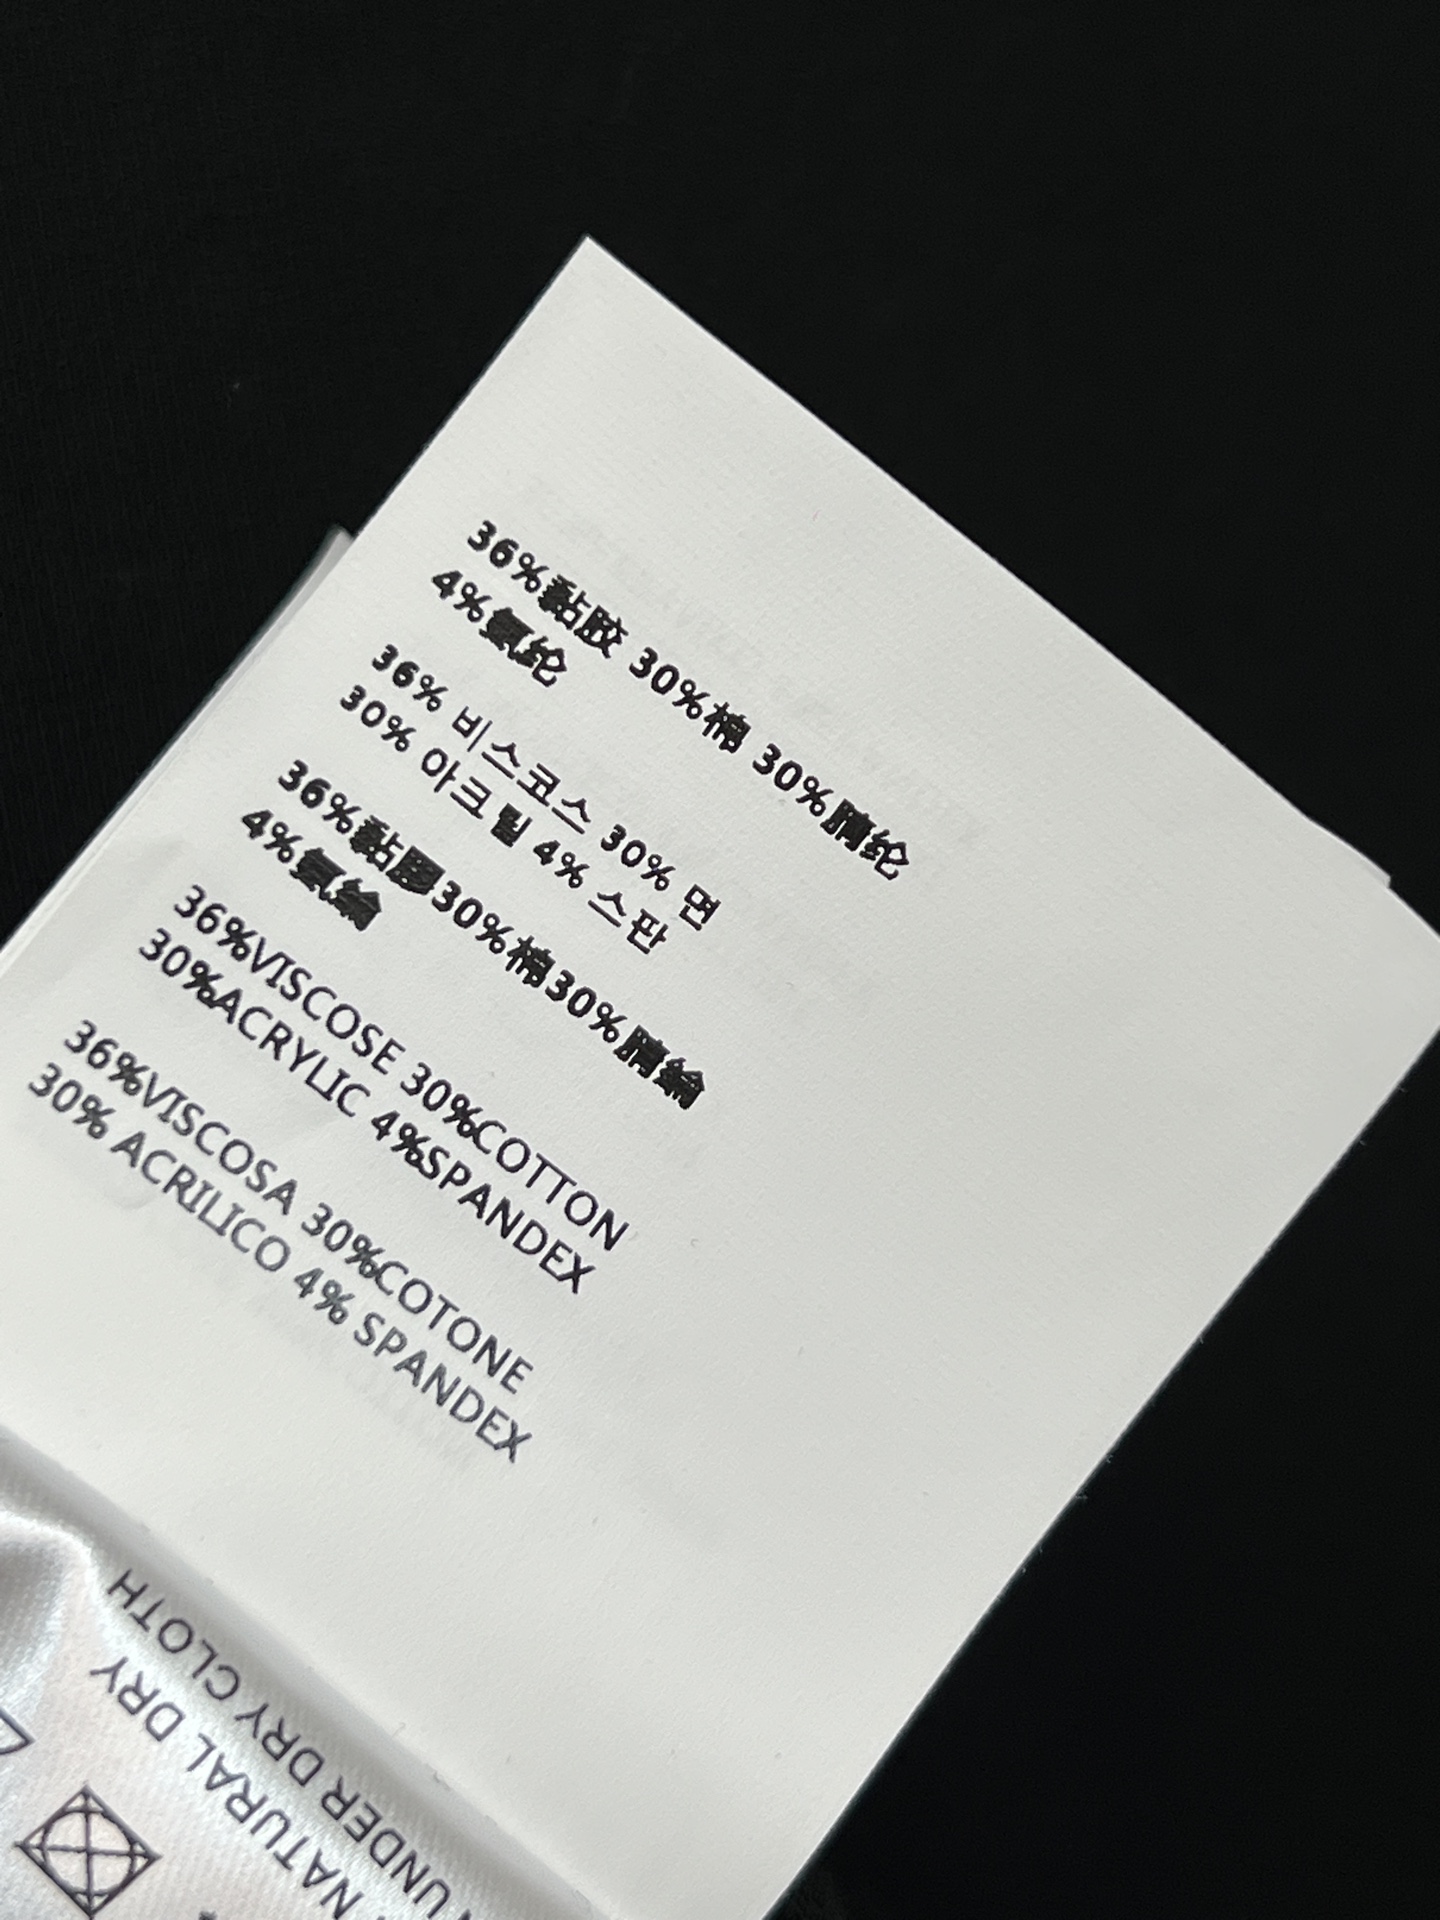 36%黏胶 30%棉 30%腈纶
4%氨纶
36% 비스코스 30% 면
30% 아크릴 4% 스판
36%黏膠30%棉30%腈綸
4%氨綸
36%VISCOSE 30%COTTON
30%ACRYLIC 4%SPANDEX
36%VISCOSA 30%COTONE
30% ACRILICO 4% SPANDEX
UNDER DRY CLOTH
NATURAL DRY